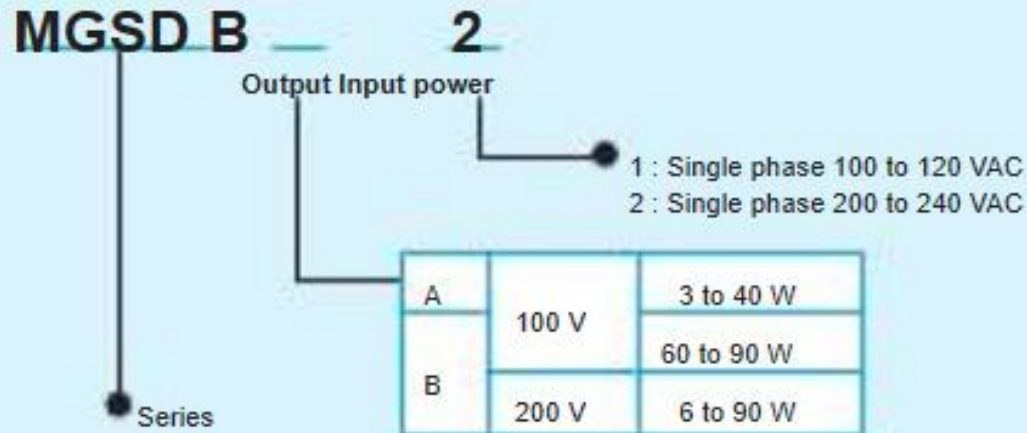 MGSD B 2
Output Input power
1 : Single phase 100 to 120 VAC
2 : Single phase 200 to 240 VAC
A 100 V 3 to 40 W
60 to 90 W
B 200 V 6 to 90 W
Series